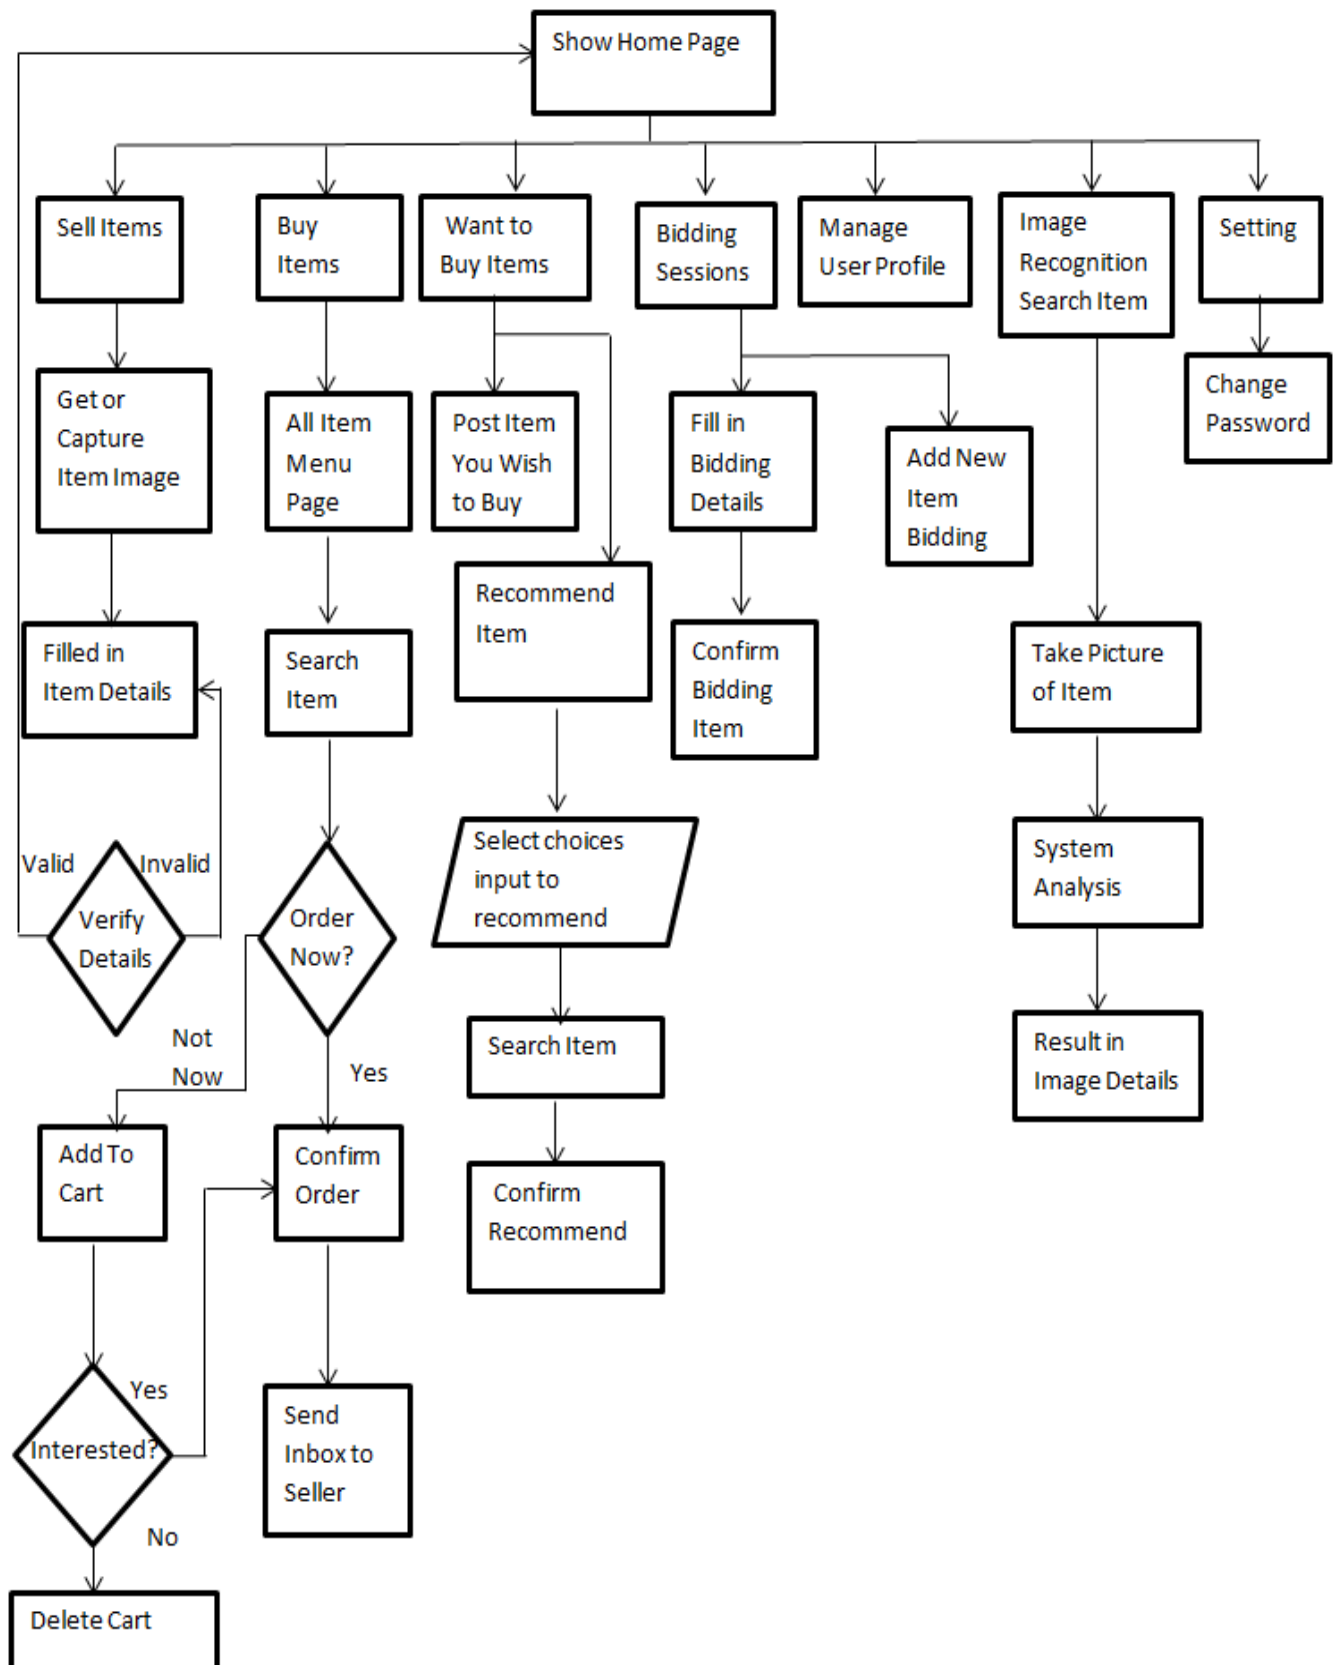 Show Home Page
Sell Items
Buy
Items
Want to
Buy Items
Bidding
Sessions
Manage
User Profile
Image
Recognition
Search Item
Setting
Get or
Capture
Item Image
All Item
Menu
Page
Post Item
You Wish
to Buy
Fill in
Bidding
Details
Add New
Item
Bidding
Change
Password
Recommend
Item
Filled in
Item Details
Search
Item
Confirm
Bidding
Item
Take Picture
of Item
Valid
Invalid
Verify
Details
Order
Now?
Select choices
input to
recommend
System
Analysis
Not
Now
Yes
Search Item
Result in
Image Details
Add To
Cart
Confirm
Order
Confirm
Recommend
Yes
Interested?
Send
Inbox to
Seller
No
Delete Cart